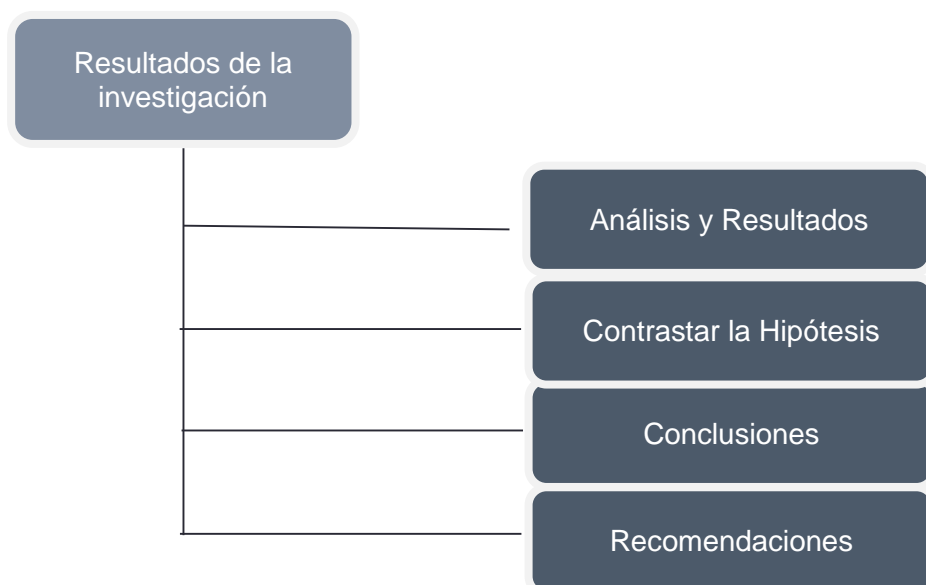 Resultados de la
investigación
Análisis y Resultados
Contrastar la Hipótesis
Conclusiones
Recomendaciones